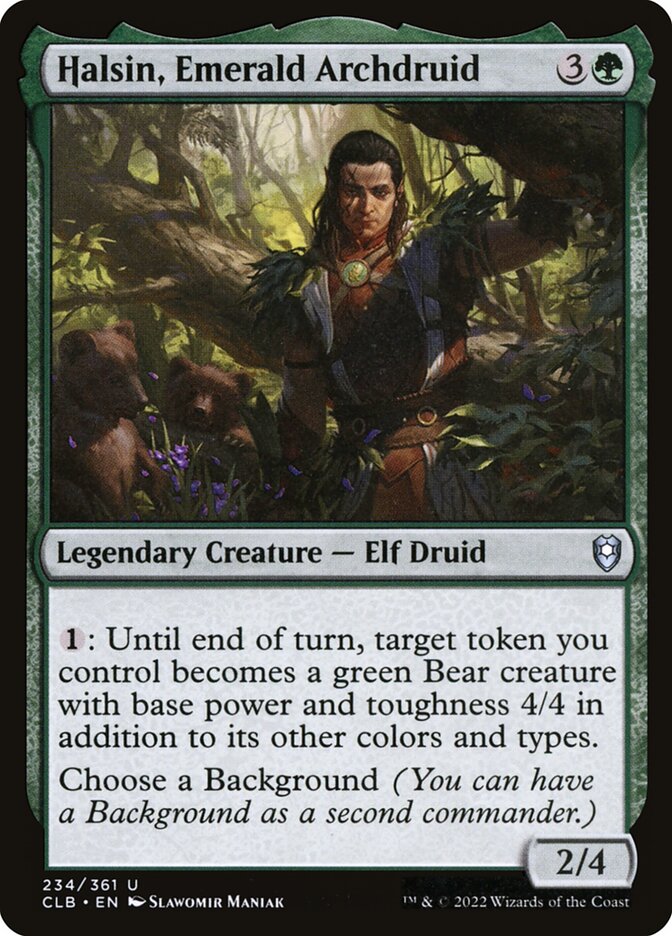 Halsin, Emerald Archdruid 3
Legendary Creature — Elf Druid
1: Until end of turn, target token you
control becomes a green Bear creature
with base power and toughness 4/4 in
addition to its other colors and types.
Choose a Background (You can have
a Background as a second commander.)
2/4
234/361 U
CLB • EN Slawomir Maniak
™ & © 2022 Wizards of the Coast